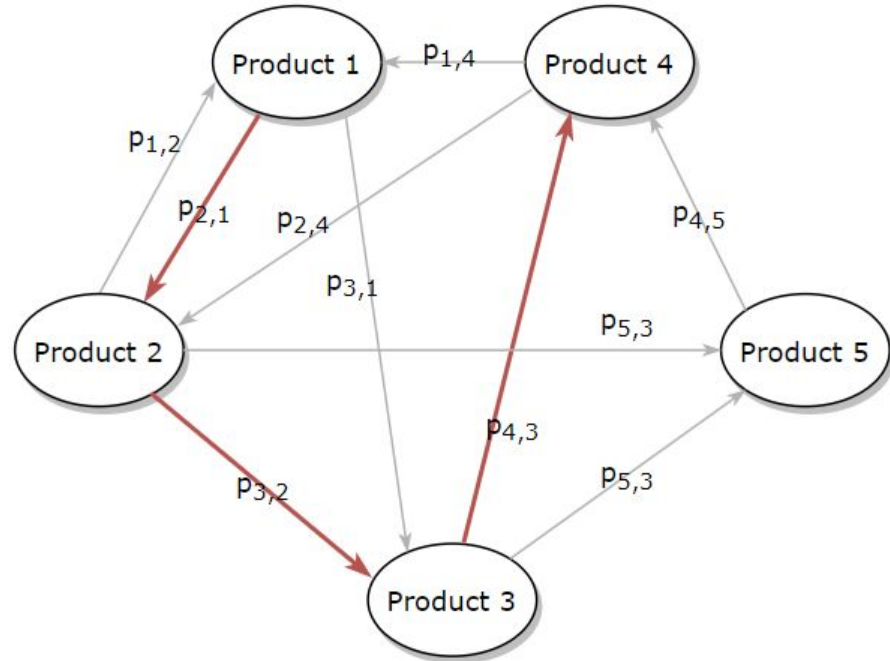 Product 1
Product 4
p1,4
p1,2
p2,1
p2,4
p4,5
p3,1
Product 2
p5,3
Product 5
p4,3
p3,2
p5,3
Product 3